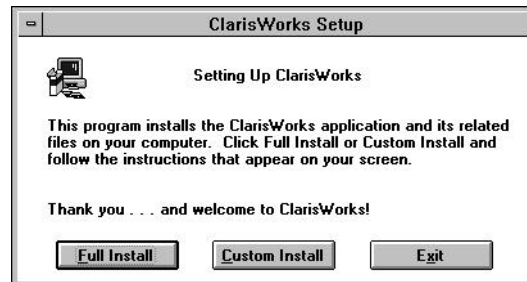 ClarisWorks Setup
Setting Up ClarisWorks
This program installs the ClarisWorks application and its related
files on your computer. Click Full Install or Custom Install and
follow the instructions that appear on your screen.
Thank you . . . and welcome to ClarisWorks!
Full Install Custom Install Exit